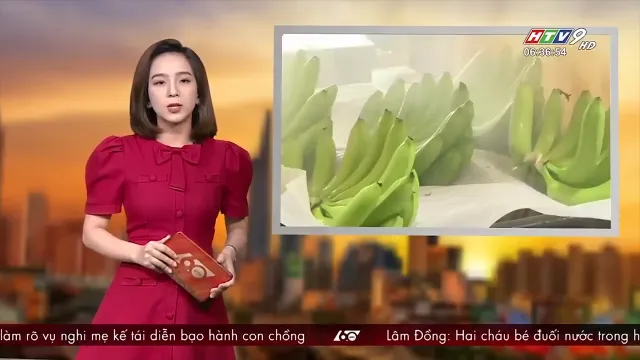 HTV9 HD
06:36:54
làm rõ vụ nghi mẹ kế tái diễn bạo hành con chồng
Lâm Đồng: Hai cháu bé đuối nước trong h